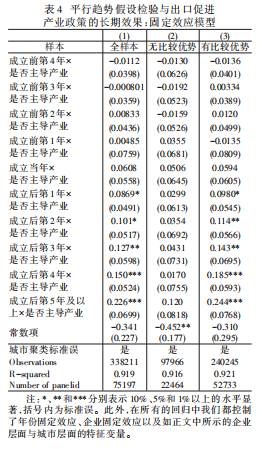 表4 平行趋势假设检验与出口促进
产业政策的长期效果:固定效应模型
(1) (2) (3)
样本 全样本 无比较优势 有比较优势
成立前第4年× -0.0112 -0.0130 -0.0136
是否主导产业 (0.0398) (0.0626) (0.0401)
成立前第3年× -0.000801 -0.0192 0.00334
是否主导产业 (0.0359) (0.0523) (0.0389)
成立前第2年× 0.00833 -0.0159 0.0120
是否主导产业 (0.0436) (0.0526) (0.0499)
成立前第1年× 0.00485 0.0355 -0.0135
是否主导产业 (0.0759) (0.0681) (0.0809)
成立当年× 0.0608 0.0506 0.0594
是否主导产业 (0.0558) (0.0645) (0.0605)
成立后第1年× 0.0869* 0.0299 0.0980*
是否主导产业 (0.0491) (0.0613) (0.0545)
成立后第2年× 0.101* 0.0354 0.114**
是否主导产业 (0.0517) (0.0692) (0.0566)
成立后第3年× 0.127** 0.0431 0.143**
是否主导产业 (0.0598) (0.0731) (0.0695)
成立后第4年× 0.150*** 0.0170 0.185***
是否主导产业 (0.0524) (0.0755) (0.0593)
成立后第5年及以 0.226*** 0.120 0.244***
上×是否主导产业 (0.0699) (0.0818) (0.0768)
常数项 -0.341 -0.452** -0.310
(0.227) (0.177) (0.295)
城市聚类标准误 是 是 是
Observations 338211 97966 240245
R-squared 0.919 0.916 0.921
Number of panelid 75197 22464 52733
注:*、**和***分别表示10%、5%和1%以上的水平显
著,括号内为标准误。此外,在所有的回归中我们都控制
了年份固定效应、企业固定效应以及如正文中所示的企业
层面与城市层面的特征变量。